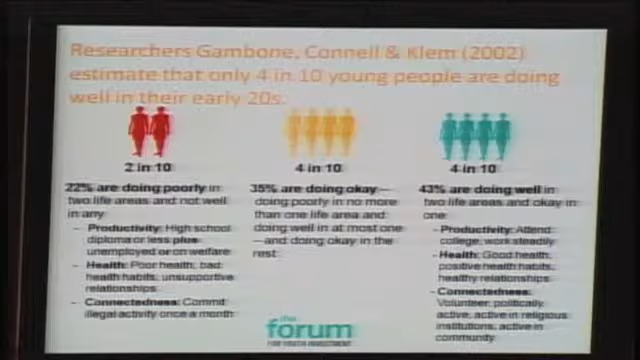 Researchers Gambone, Connell & Klem (2002)
estimate that only 4 in 10 young people are doing
well in their early 20s.
2 in 10
22% are doing poorly in
two life areas and not well
in any
– Productivity: High school
diploma or less plus
unemployed or on welfare
– Health: Poor health, bad
health habits, unsupportive
relationships
– Connectedness: Commit
illegal activity once a month
4 in 10
35% are doing okay –
doing poorly in no more
than one life area and
doing well in at most one
– and doing okay in the
rest
4 in 10
43% are doing well in
two life areas and okay in
one:
– Productivity: Attend
college, work steadily
– Health: Good health,
positive health habits,
healthy relationships
– Connectedness:
Volunteer, politically
active, active in religious
institutions, active in
community
the
forum
FOR YOUTH INVESTMENT